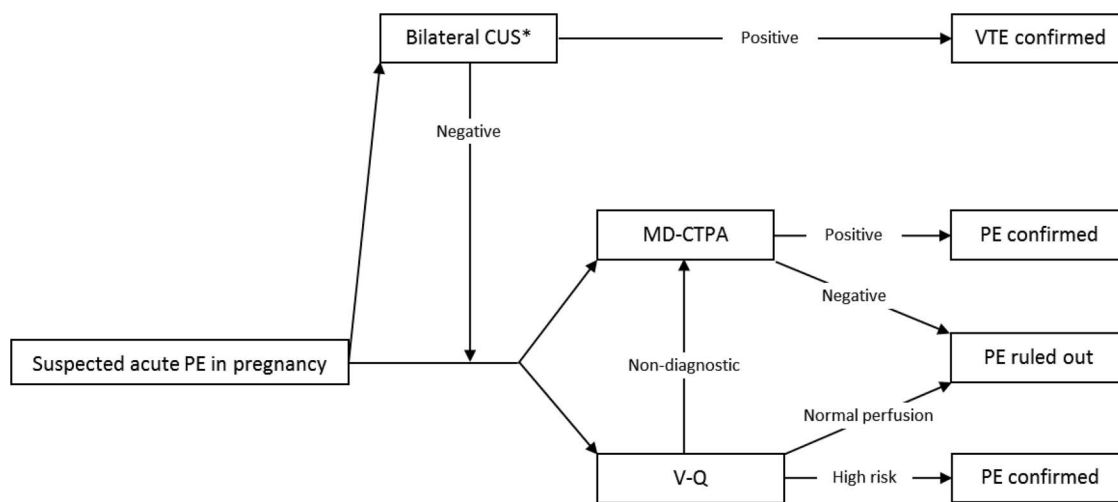 Bilateral CUS*
Positive
VTE confirmed
Negative
MD-CTPA
Positive
PE confirmed
Negative
Suspected acute PE in pregnancy
Non-diagnostic
PE ruled out
Normal perfusion
V-Q
High risk
PE confirmed